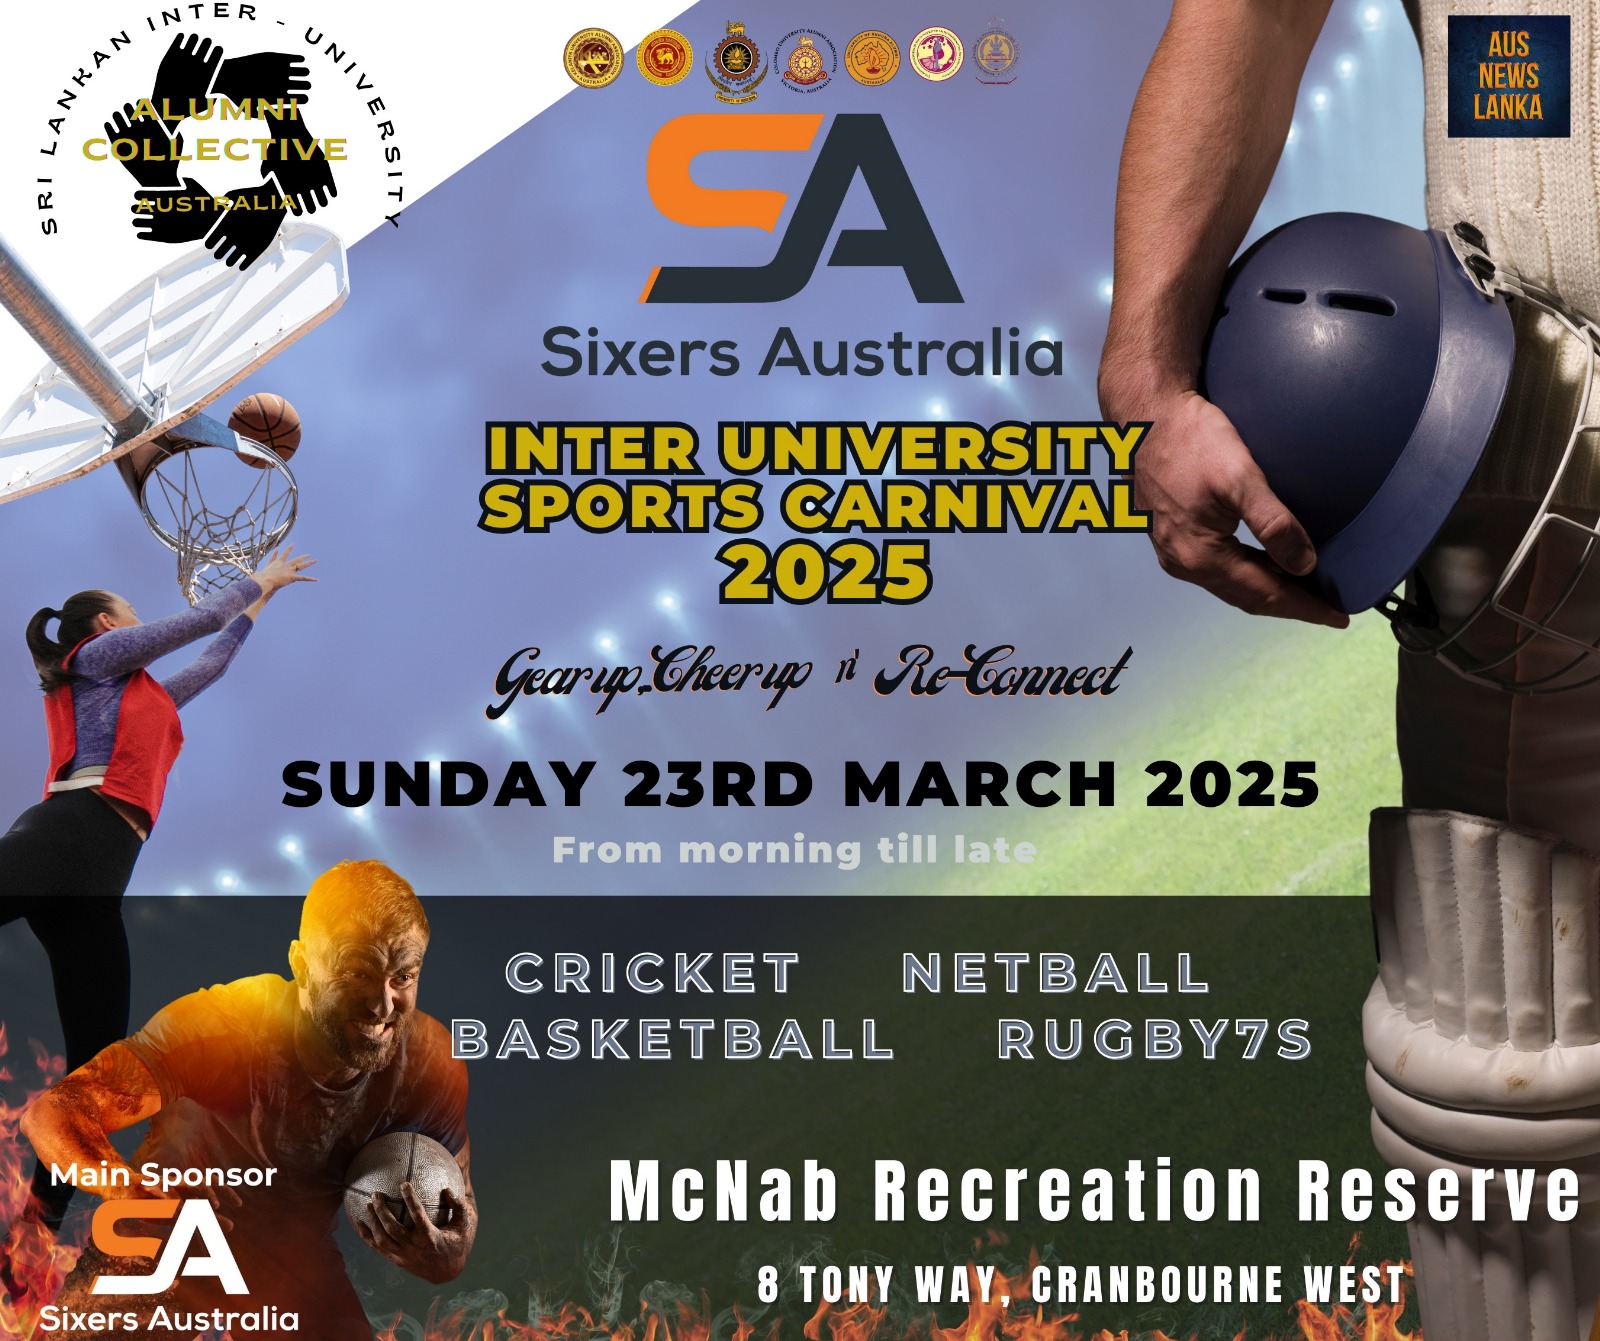 SRI LANKAN INTER - UNIVERSITY
ALUMNI
COLLECTIVE
AUSTRALIA
AUS
NEWS
LANKA
SA
Sixers Australia
INTER UNIVERSITY
SPORTS CARNIVAL
2025
Gear up, Cheer up n' Re-Connect
SUNDAY 23RD MARCH 2025
From morning till late
CRICKET NETBALL
BASKETBALL RUGBY7S
Main Sponsor
SA
Sixers Australia
McNab Recreation Reserve
8 TONY WAY, CRANBOURNE WEST